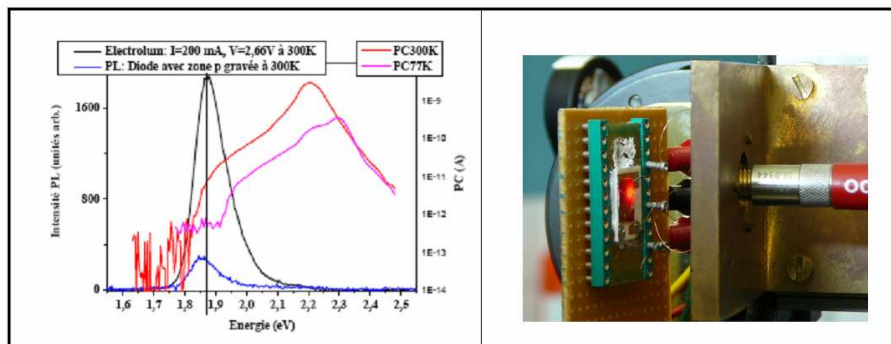 Electrolum: I=200 mA, V=2,66V à 300K
PL: Diode avec zone p gravée à 300K
PC300K
PC77K
Intensité PL (unités arb.)
1600
800
0
1E-9
1E-10
1E-11
1E-12
1E-13
1E-14
PC (A)
1,6 1,7 1,8 1,9 2,0 2,1 2,2 2,3 2,4 2,5
Energie (eV)